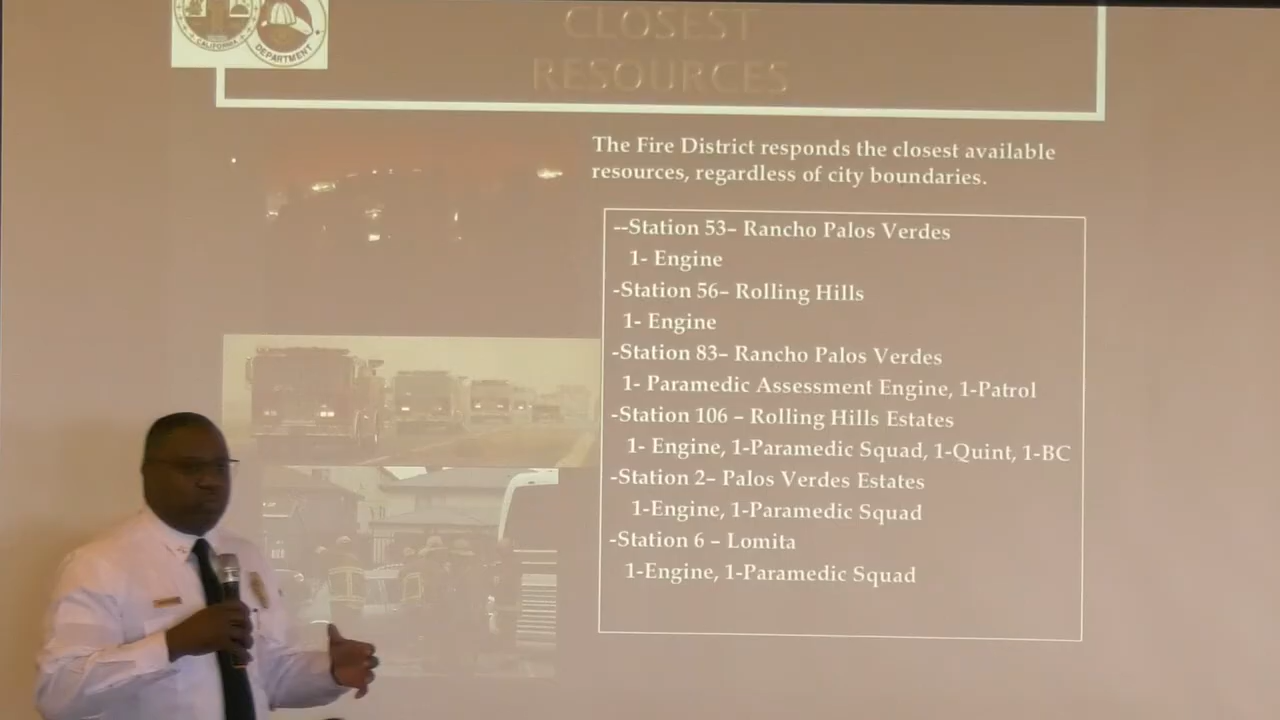 CALIFORNIA
DEPARTMENT
CLOSEST
RESOURCES
The Fire District responds the closest available
resources, regardless of city boundaries.
--Station 53– Rancho Palos Verdes
1- Engine
-Station 56– Rolling Hills
1- Engine
-Station 83– Rancho Palos Verdes
1- Paramedic Assessment Engine, 1-Patrol
-Station 106 – Rolling Hills Estates
1- Engine, 1-Paramedic Squad, 1-Quint, 1-BC
-Station 2– Palos Verdes Estates
1-Engine, 1-Paramedic Squad
-Station 6 – Lomita
1-Engine, 1-Paramedic Squad